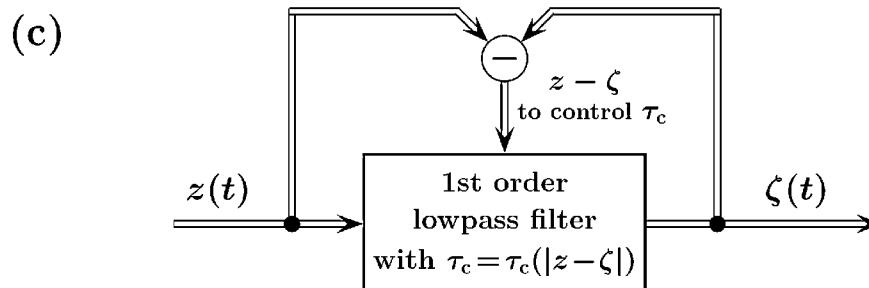 (c)
−
z − ζ
to control τc
z(t)
1st order
lowpass filter
with τc=τc(|z−ζ|)
ζ(t)